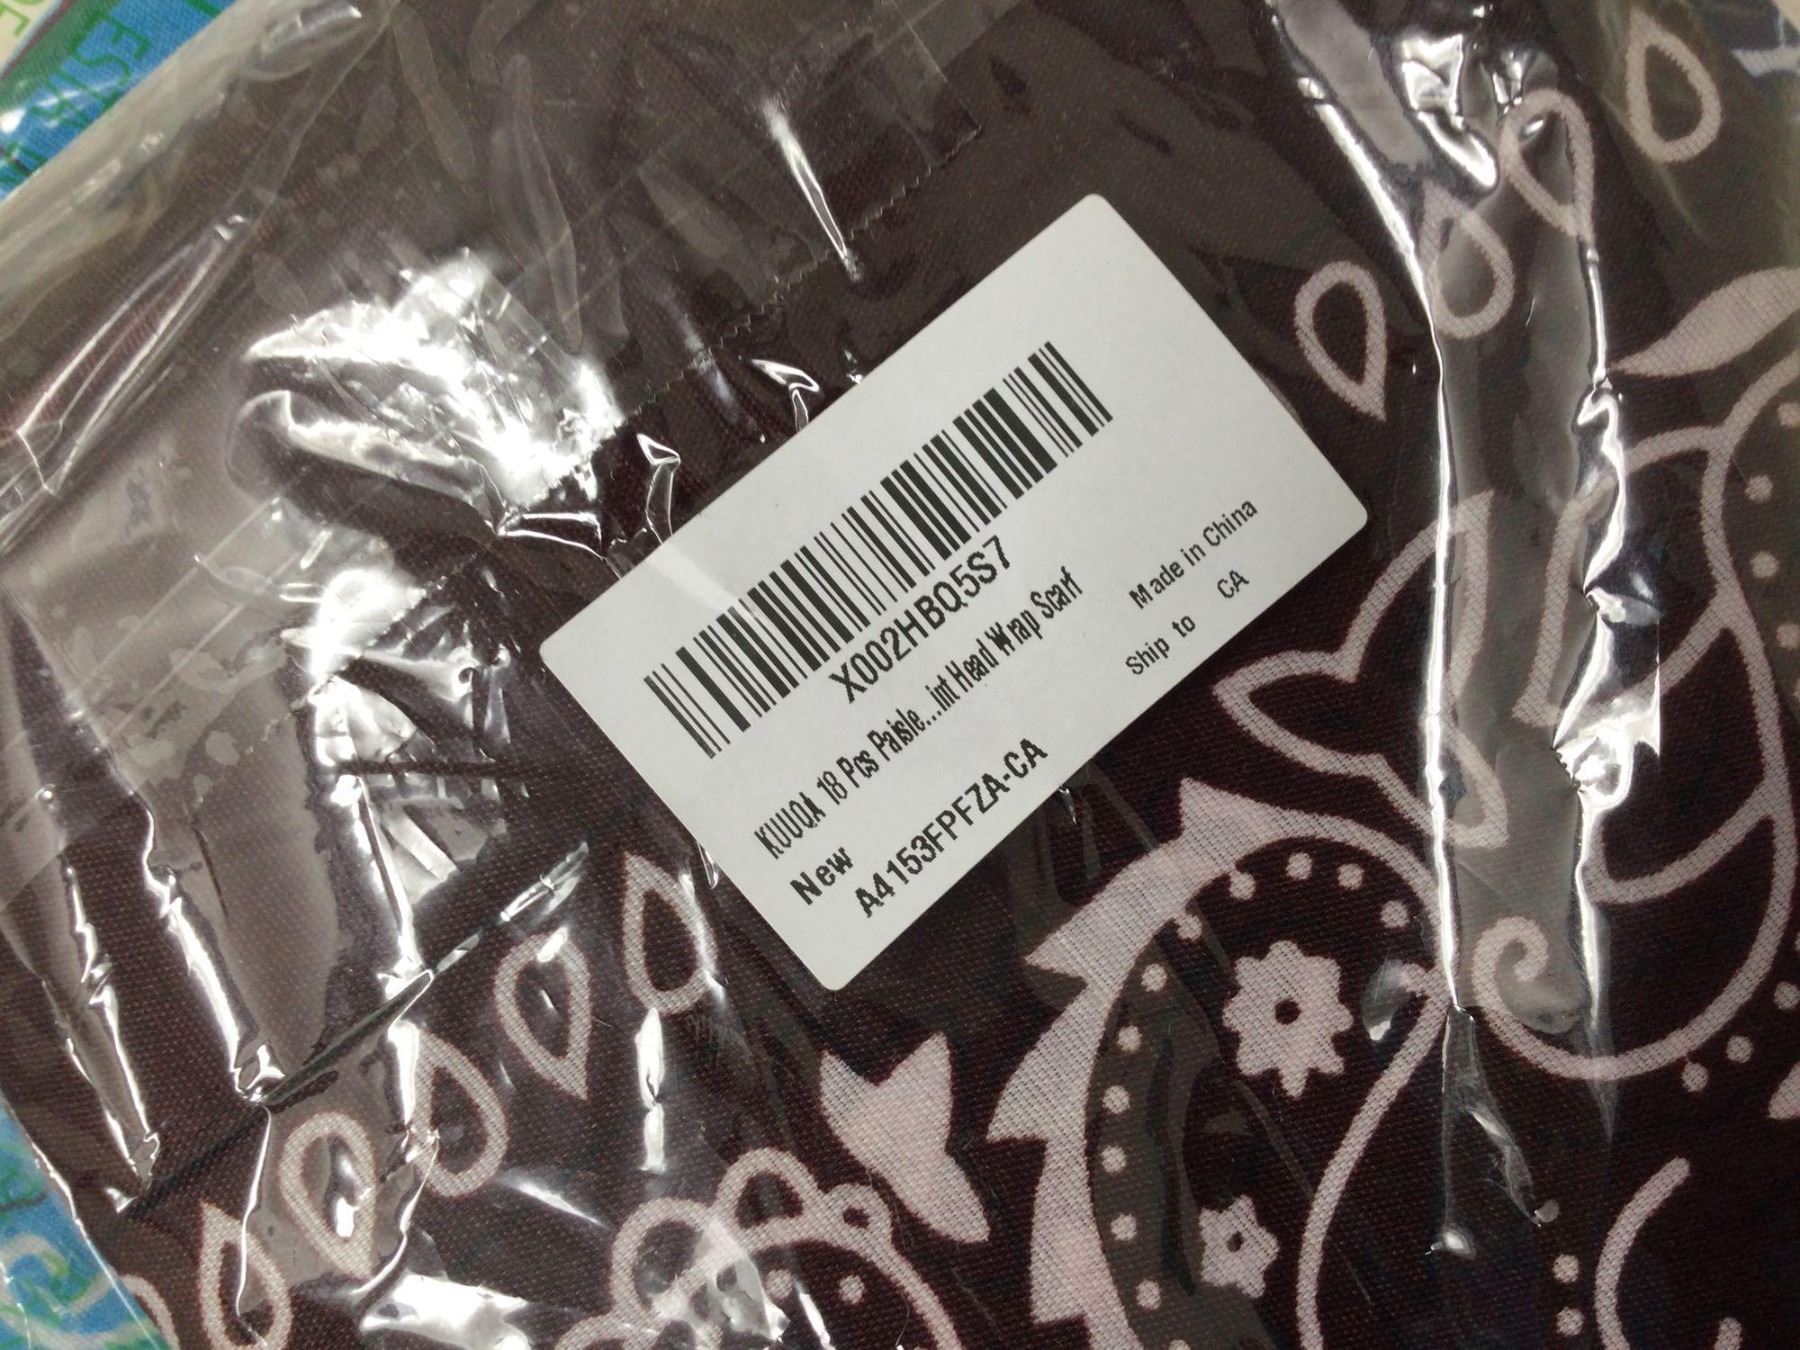 X002HBQ5S7
KUUQA 18 Pcs Paisle...int Head Wrap Scarf
New
Made in China
A4153FPFZA-CA
Ship to CA